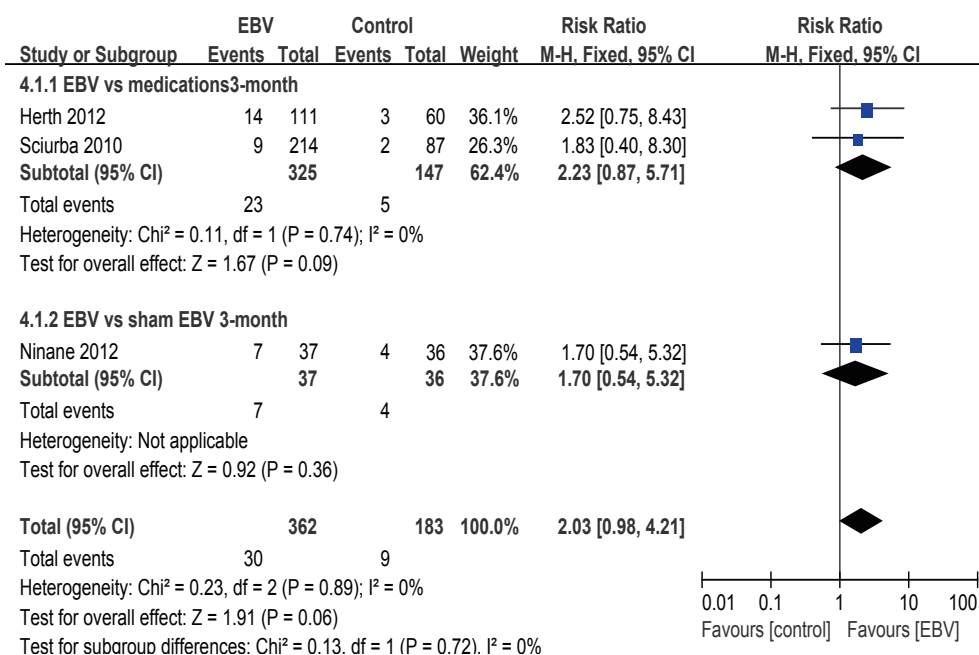 EBV Control Risk Ratio Risk Ratio
Study or Subgroup Events Total Events Total Weight M-H, Fixed, 95% CI M-H, Fixed, 95% CI
4.1.1 EBV vs medications3-month
Herth 2012 14 111 3 60 36.1% 2.52 [0.75, 8.43]
Sciurba 2010 9 214 2 87 26.3% 1.83 [0.40, 8.30]
Subtotal (95% CI) 325 147 62.4% 2.23 [0.87, 5.71]
Total events 23 5
Heterogeneity: Chi² = 0.11, df = 1 (P = 0.74); I² = 0%
Test for overall effect: Z = 1.67 (P = 0.09)
4.1.2 EBV vs sham EBV 3-month
Ninane 2012 7 37 4 36 37.6% 1.70 [0.54, 5.32]
Subtotal (95% CI) 37 36 37.6% 1.70 [0.54, 5.32]
Total events 7 4
Heterogeneity: Not applicable
Test for overall effect: Z = 0.92 (P = 0.36)
Total (95% CI) 362 183 100.0% 2.03 [0.98, 4.21]
Total events 30 9
Heterogeneity: Chi² = 0.23, df = 2 (P = 0.89); I² = 0%
Test for overall effect: Z = 1.91 (P = 0.06)
Test for subgroup differences: Chi² = 0.13, df = 1 (P = 0.72), I² = 0%
0.01 0.1 1 10 100
Favours [control] Favours [EBV]